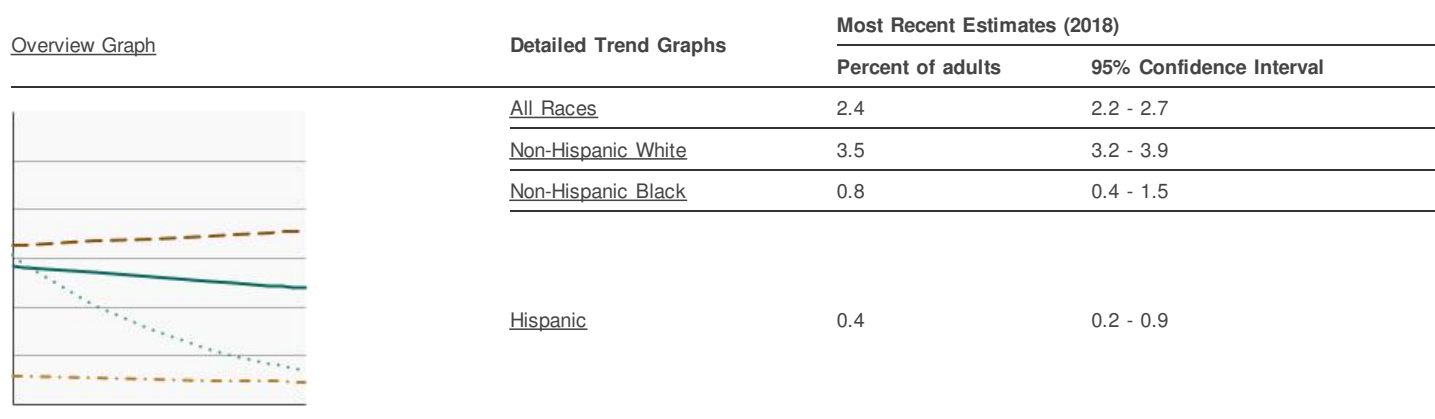 Overview Graph
Detailed Trend Graphs
Most Recent Estimates (2018)
Percent of adults
95% Confidence Interval
All Races 2.4 2.2 - 2.7
Non-Hispanic White 3.5 3.2 - 3.9
Non-Hispanic Black 0.8 0.4 - 1.5
Hispanic 0.4 0.2 - 0.9